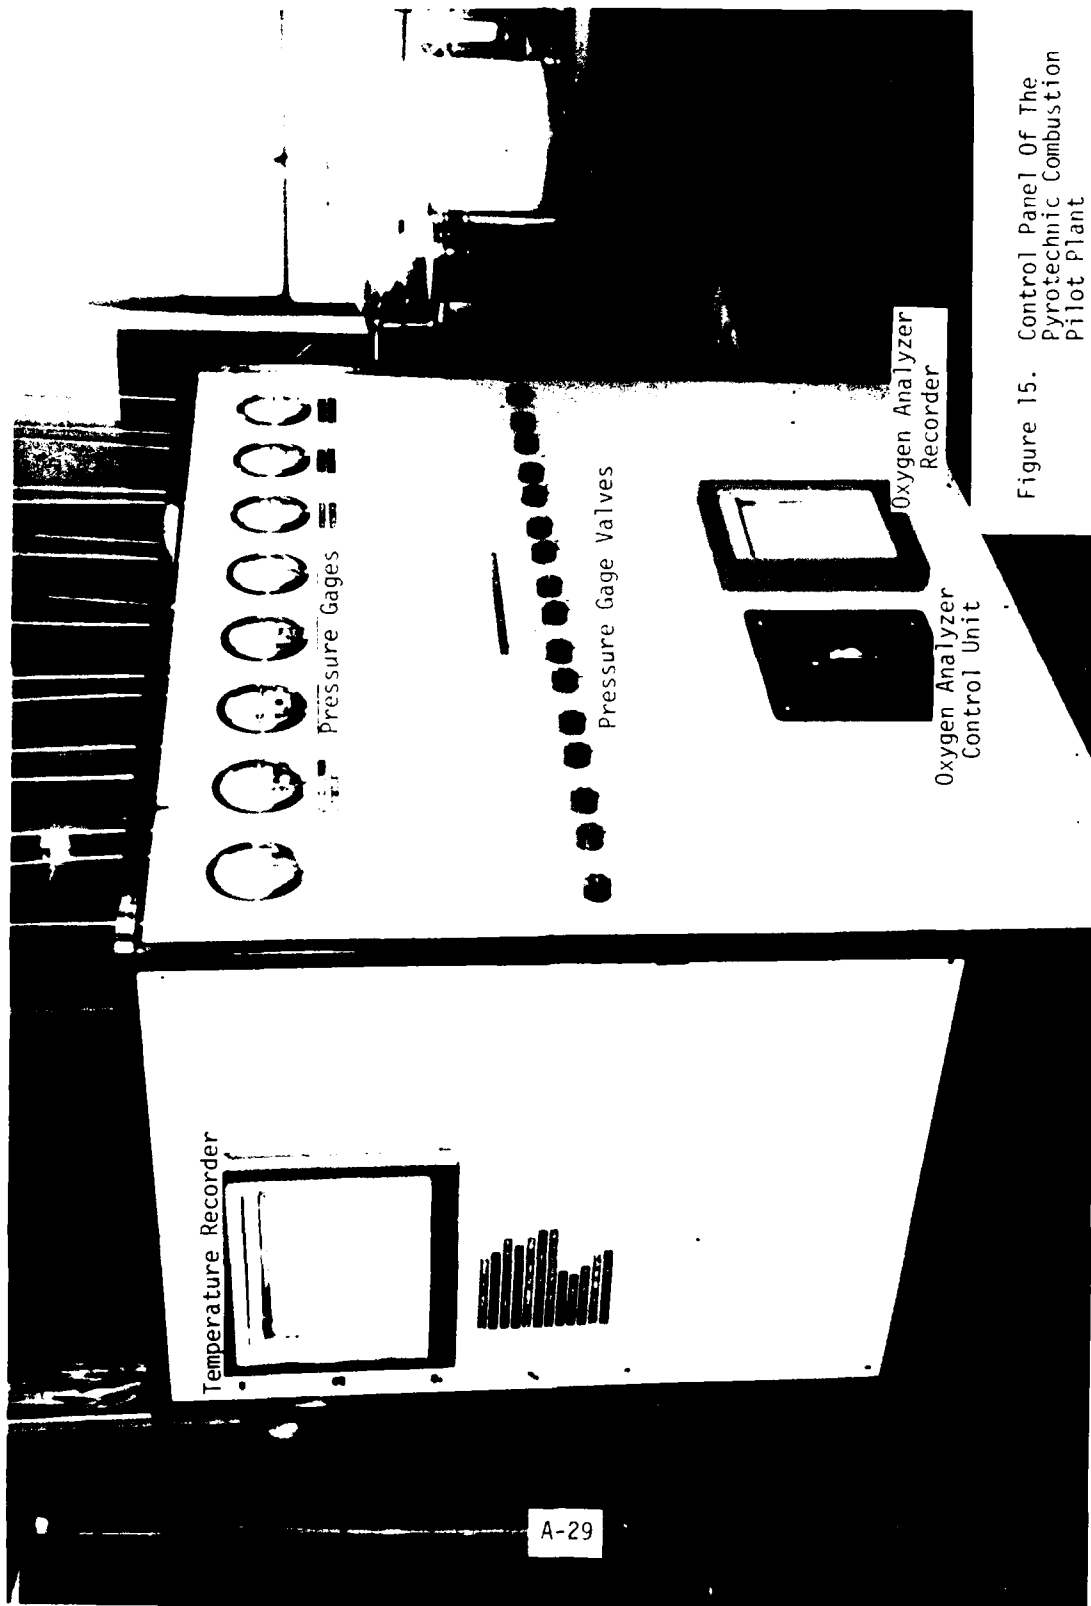 Temperature Recorder
Pressure Gages
Pressure Gage Valves
Oxygen Analyzer
Control Unit
Oxygen Analyzer
Recorder
Figure 15. Control Panel Of The
Pyrotechnic Combustion
Pilot Plant
A-29